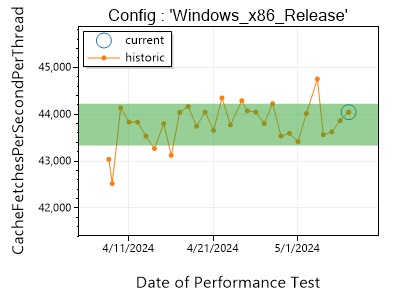 Config : 'Windows_x86_Release'
current
historic
CacheFetchesPerSecondPerThread
45,000
44,000
43,000
42,000
4/11/2024
4/21/2024
5/1/2024
Date of Performance Test